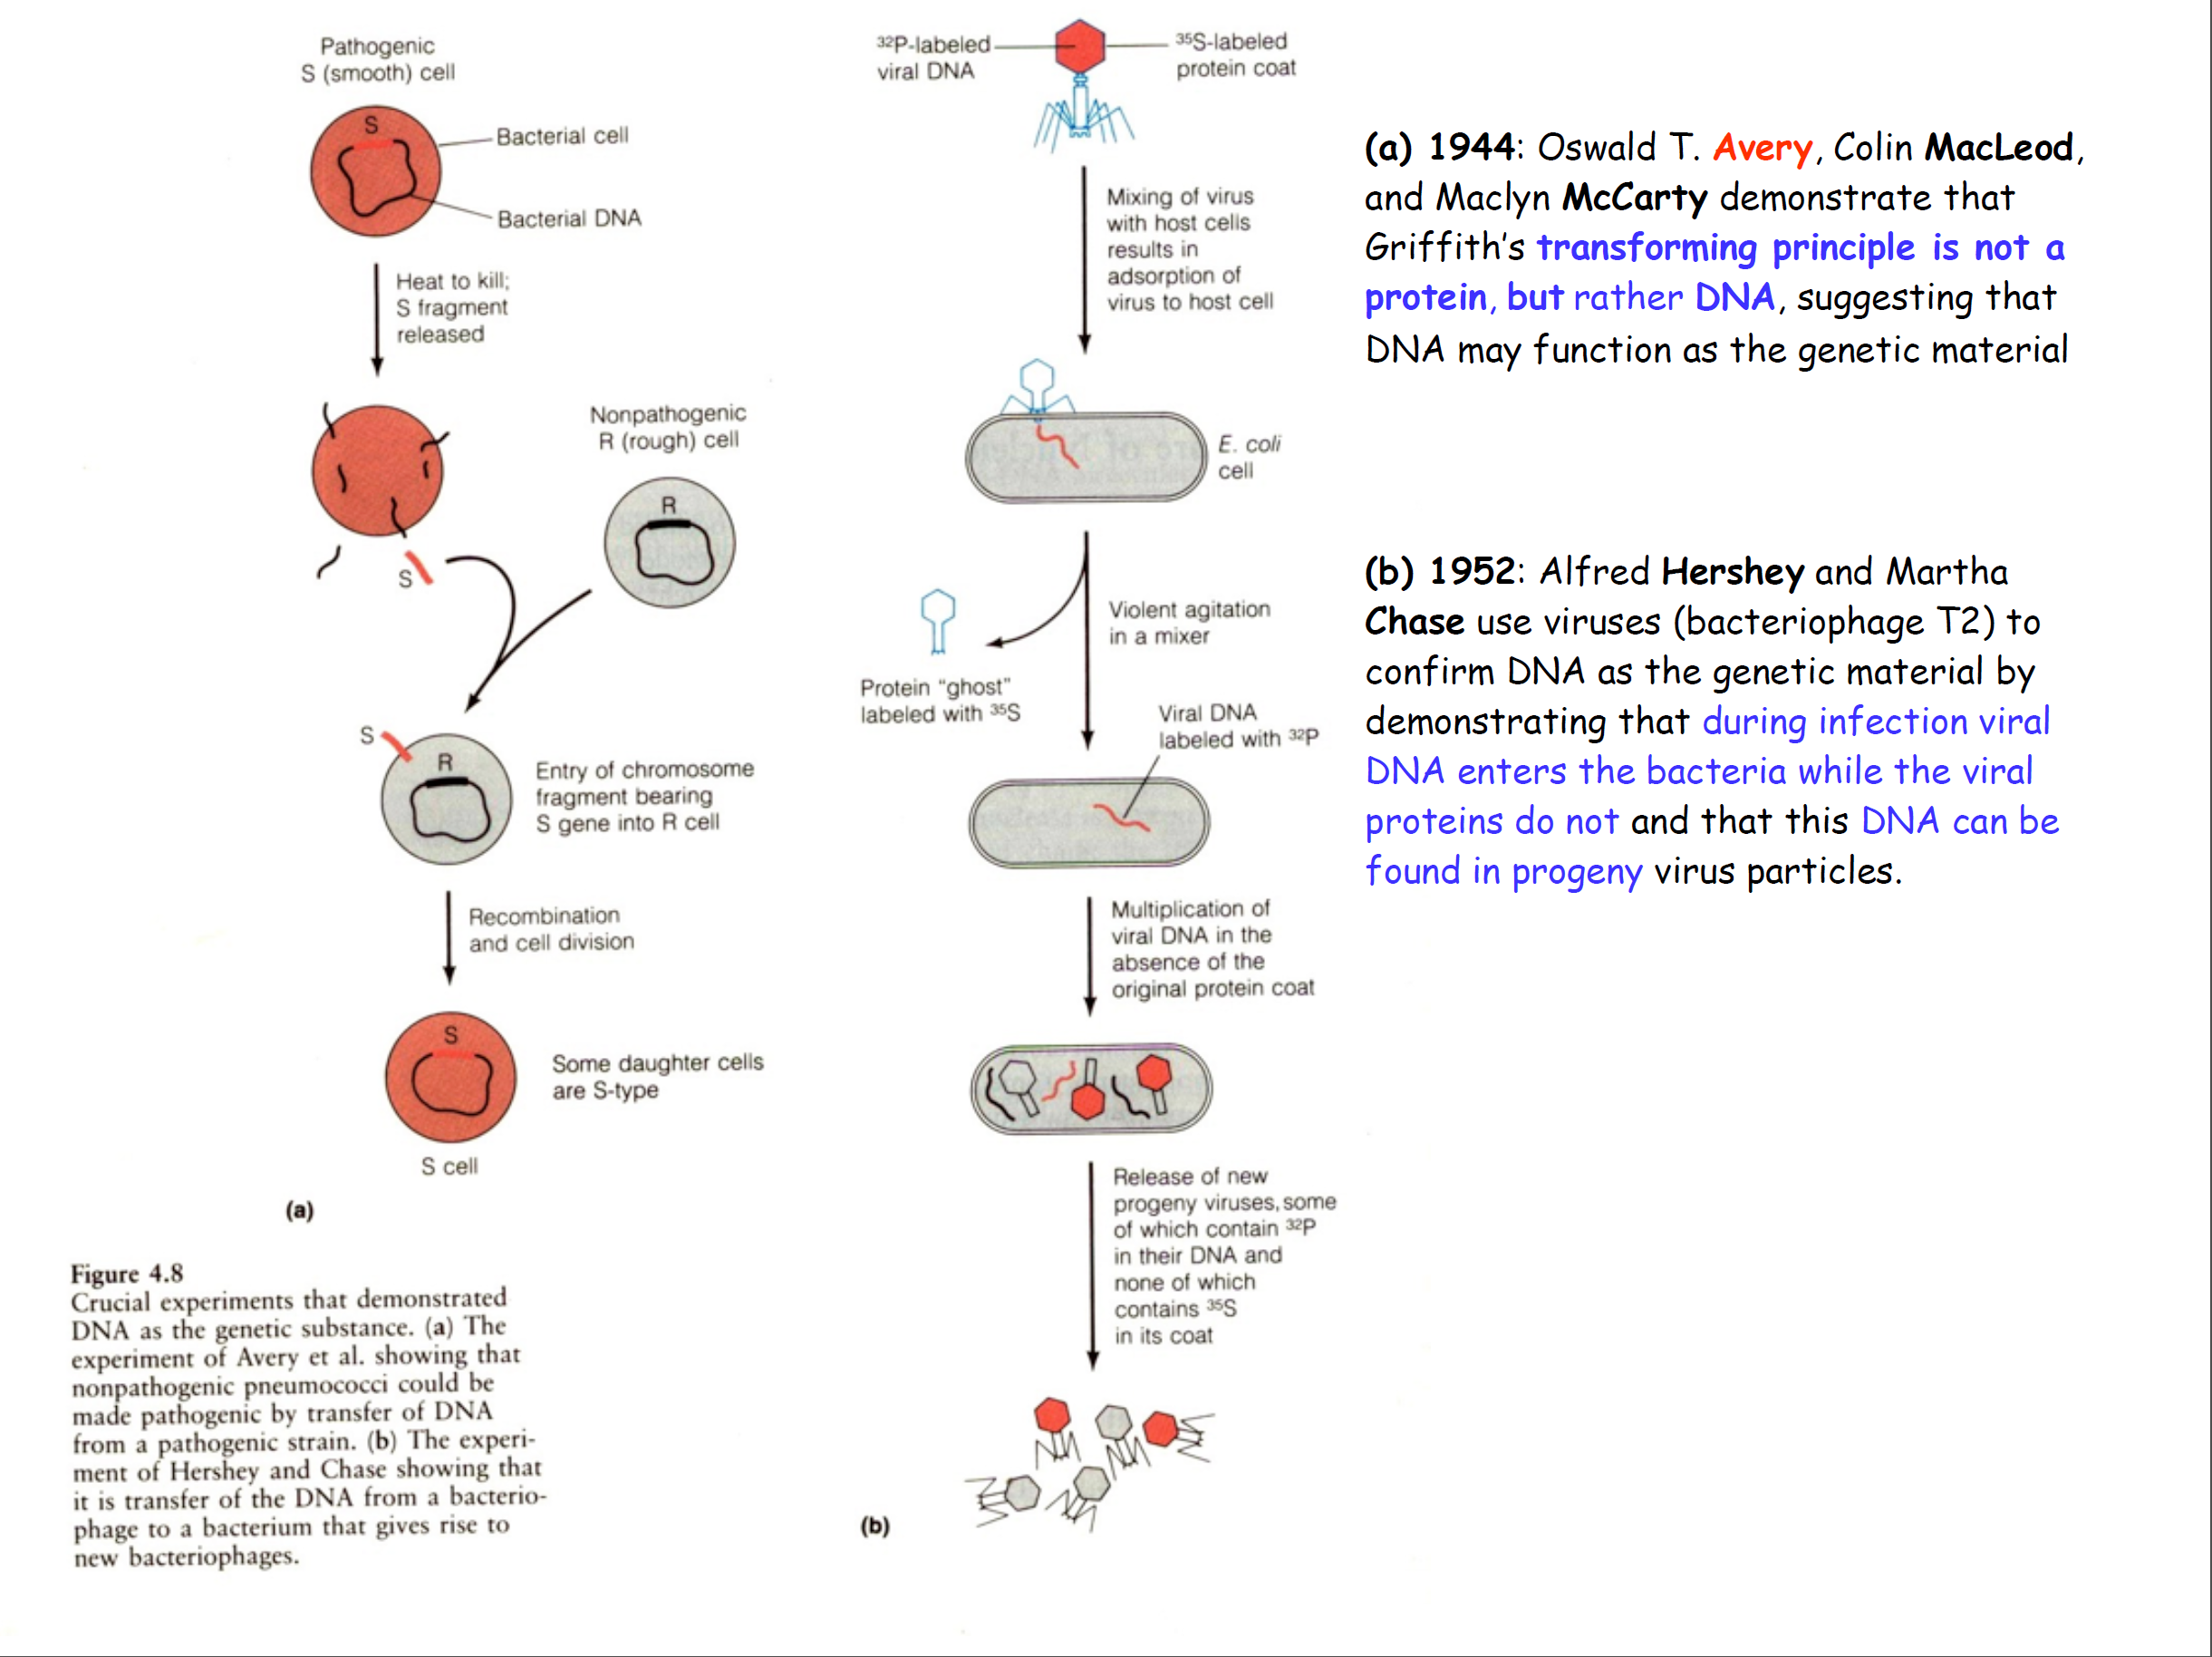 Pathogenic
S (smooth) cell
S
Bacterial cell
Bacterial DNA
Heat to kill;
S fragment
released
Nonpathogenic
R (rough) cell
R
S
S
R
Entry of chromosome
fragment bearing
S gene into R cell
Recombination
and cell division
S
Some daughter cells
are S-type
S cell
(a)
Figure 4.8
Crucial experiments that demonstrated
DNA as the genetic substance. (a) The
experiment of Avery et al. showing that
nonpathogenic pneumococci could be
made pathogenic by transfer of DNA
from a pathogenic strain. (b) The experi-
ment of Hershey and Chase showing that
it is transfer of the DNA from a bacterio-
phage to a bacterium that gives rise to
new bacteriophages.
³²P-labeled
viral DNA
³⁵S-labeled
protein coat
Mixing of virus
with host cells
results in
adsorption of
virus to host cell
E. coli
cell
Violent agitation
in a mixer
Protein “ghost”
labeled with ³⁵S
Viral DNA
labeled with ³²P
Multiplication of
viral DNA in the
absence of the
original protein coat
Release of new
progeny viruses, some
of which contain ³²P
in their DNA and
none of which
contains ³⁵S
in its coat
(b)
(a) 1944: Oswald T. Avery, Colin MacLeod,
and Maclyn McCarty demonstrate that
Griffith's transforming principle is not a
protein, but rather DNA, suggesting that
DNA may function as the genetic material
(b) 1952: Alfred Hershey and Martha
Chase use viruses (bacteriophage T2) to
confirm DNA as the genetic material by
demonstrating that during infection viral
DNA enters the bacteria while the viral
proteins do not and that this DNA can be
found in progeny virus particles.